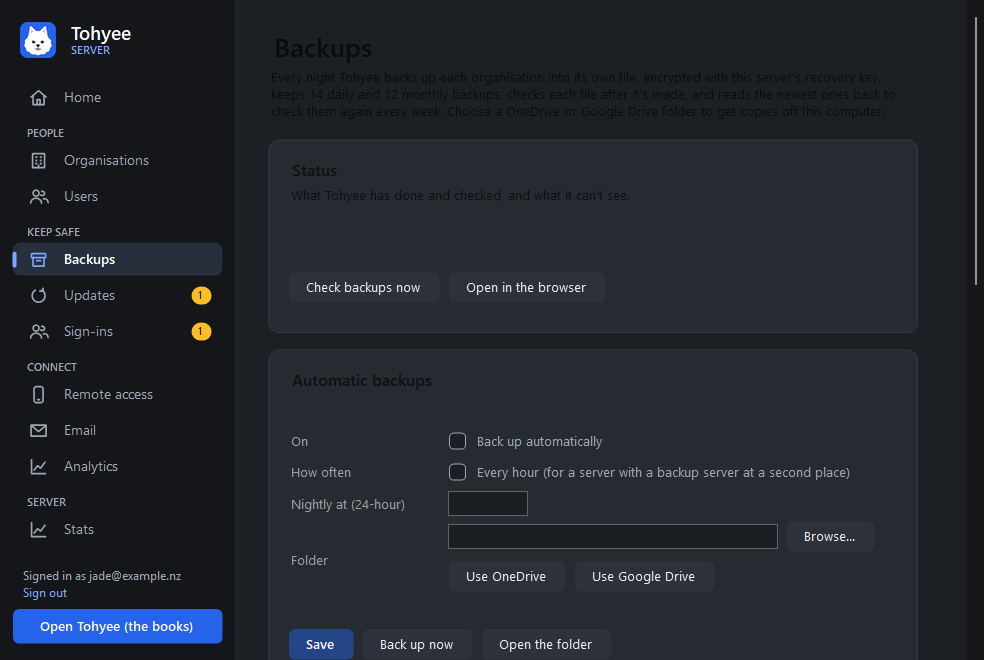 Tohyee
SERVER
Home
PEOPLE
Organisations
Users
KEEP SAFE
Backups
Updates 1
Sign-ins 1
CONNECT
Remote access
Email
Analytics
SERVER
Stats
Signed in as jade@example.nz
Sign out
Open Tohyee (the books)
Backups
Every night Tohyee backs up each organisation into its own file, encrypted with this server's recovery key,
keeps 14 daily and 12 monthly backups, checks each file after it's made, and reads the newest ones back to
check them again every week. Choose a OneDrive or Google Drive folder to get copies off this computer.
Status
What Tohyee has done and checked, and what it can't see.
Check backups now Open in the browser
Automatic backups
On Back up automatically
How often Every hour (for a server with a backup server at a second place)
Nightly at (24-hour)
Browse...
Folder
Use OneDrive Use Google Drive
Save Back up now Open the folder